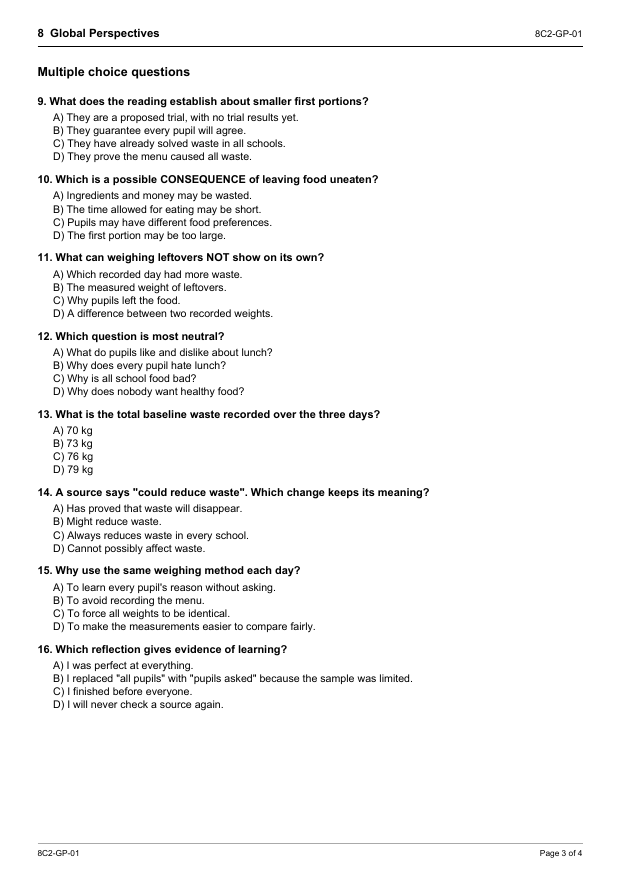 8 Global Perspectives
8C2-GP-01
Multiple choice questions
9. What does the reading establish about smaller first portions?
A) They are a proposed trial, with no trial results yet.
B) They guarantee every pupil will agree.
C) They have already solved waste in all schools.
D) They prove the menu caused all waste.
10. Which is a possible CONSEQUENCE of leaving food uneaten?
A) Ingredients and money may be wasted.
B) The time allowed for eating may be short.
C) Pupils may have different food preferences.
D) The first portion may be too large.
11. What can weighing leftovers NOT show on its own?
A) Which recorded day had more waste.
B) The measured weight of leftovers.
C) Why pupils left the food.
D) A difference between two recorded weights.
12. Which question is most neutral?
A) What do pupils like and dislike about lunch?
B) Why does every pupil hate lunch?
C) Why is all school food bad?
D) Why does nobody want healthy food?
13. What is the total baseline waste recorded over the three days?
A) 70 kg
B) 73 kg
C) 76 kg
D) 79 kg
14. A source says "could reduce waste". Which change keeps its meaning?
A) Has proved that waste will disappear.
B) Might reduce waste.
C) Always reduces waste in every school.
D) Cannot possibly affect waste.
15. Why use the same weighing method each day?
A) To learn every pupil's reason without asking.
B) To avoid recording the menu.
C) To force all weights to be identical.
D) To make the measurements easier to compare fairly.
16. Which reflection gives evidence of learning?
A) I was perfect at everything.
B) I replaced "all pupils" with "pupils asked" because the sample was limited.
C) I finished before everyone.
D) I will never check a source again.
8C2-GP-01
Page 3 of 4